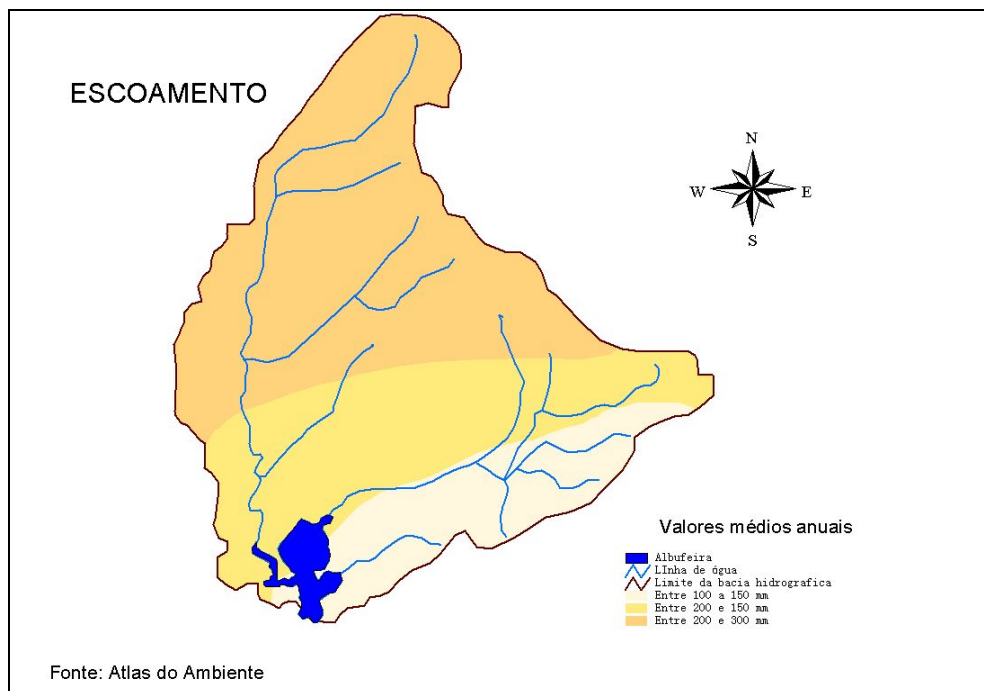 ESCOAMENTO
N
W
E
S
Valores médios anuais
Albufeira
LInha de ógua
Limite da bacia hidrografica
Entre 100 a 150 mm
Entre 200 e 150 mm
Entre 200 e 300 mm
Fonte: Atlas do Ambiente